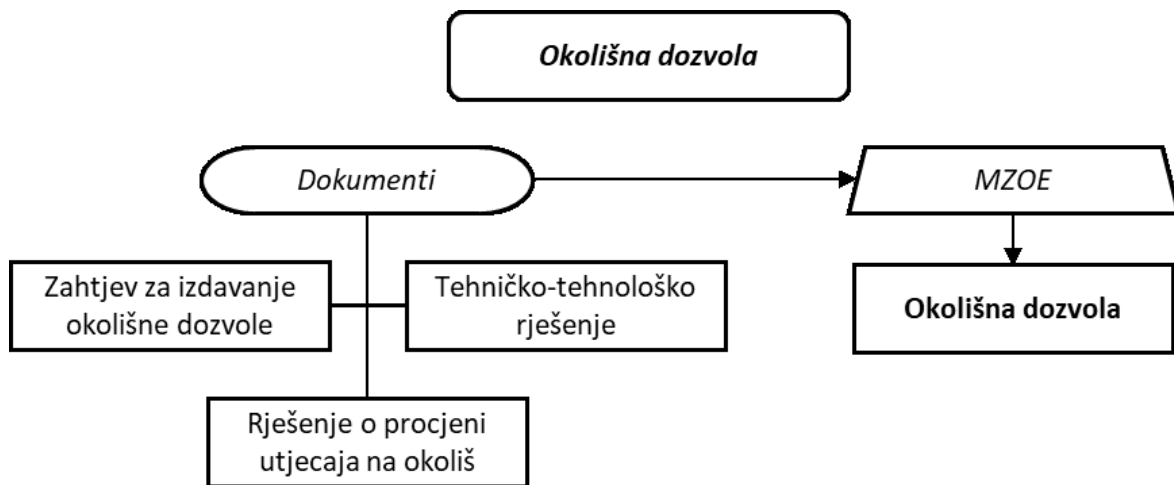 Okolišna dozvola
Dokumenti
MZOE
Zahtjev za izdavanje
okolišne dozvole
Tehničko-tehnološko
rješenje
Okolišna dozvola
Rješenje o procjeni
utjecaja na okoliš